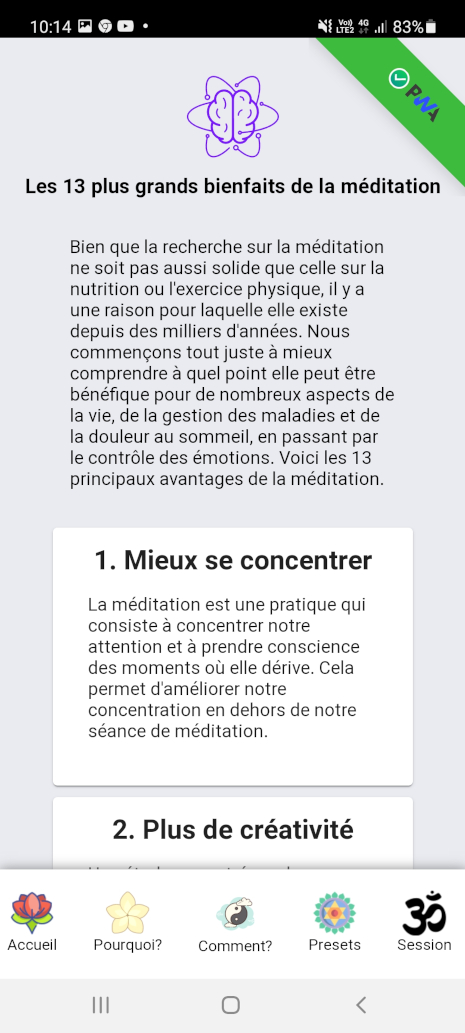 10:14
Vo)) 4G
LTE2
83%
PWA
Les 13 plus grands bienfaits de la méditation
Bien que la recherche sur la méditation
ne soit pas aussi solide que celle sur la
nutrition ou l'exercice physique, il y a
une raison pour laquelle elle existe
depuis des milliers d'années. Nous
commençons tout juste à mieux
comprendre à quel point elle peut être
bénéfique pour de nombreux aspects de
la vie, de la gestion des maladies et de
la douleur au sommeil, en passant par
le contrôle des émotions. Voici les 13
principaux avantages de la méditation.
1. Mieux se concentrer
La méditation est une pratique qui
consiste à concentrer notre
attention et à prendre conscience
des moments où elle dérive. Cela
permet d'améliorer notre
concentration en dehors de notre
séance de méditation.
2. Plus de créativité
Accueil
Pourquoi?
Comment?
Presets
ॐ
Session